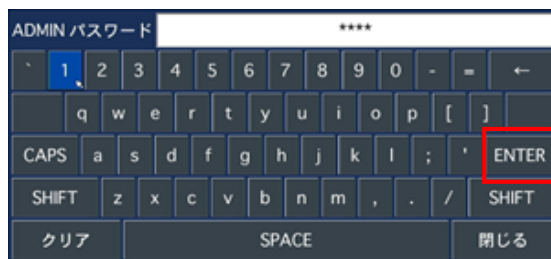 ADMIN パスワード ****
` 1 2 3 4 5 6 7 8 9 0 - = ←
q w e r t y u i o p [ ]
CAPS a s d f g h j k l ; ' ENTER
SHIFT z x c v b n m , . / SHIFT
クリア SPACE 閉じる